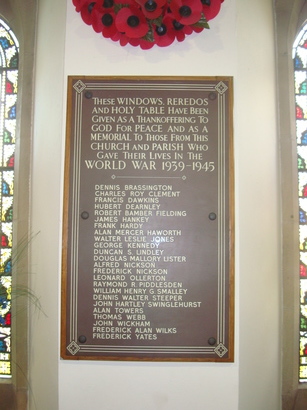 THESE WINDOWS, REREDOS
AND HOLY TABLE HAVE BEEN
GIVEN AS A THANKOFFERING TO
GOD FOR PEACE AND AS A
MEMORIAL TO THOSE FROM THIS
CHURCH AND PARISH WHO
GAVE THEIR LIVES IN THE
WORLD WAR 1939-1945
DENNIS BRASSINGTON
CHARLES ROY CLEMENT
FRANCIS DAWKINS
HUBERT DEARNLEY
ROBERT BAMBER FIELDING
JAMES HANKEY
FRANK HARDY
ALAN MERCER HAWORTH
WALTER LESLIE JONES
GEORGE KENNEDY
DUNCAN S. LINDLEY
DOUGLAS MALLORY LISTER
ALFRED NICKSON
FREDERICK NICKSON
LEONARD OLLERTON
RAYMOND R. PIDDLESDEN
WILLIAM HENRY G SMALLEY
DENNIS WALTER STEEPER
JOHN HARTLEY SWINGLEHURST
ALAN TOWERS
THOMAS WEBB
JOHN WICKHAM
FREDERICK ALAN WILKS
FREDERICK YATES